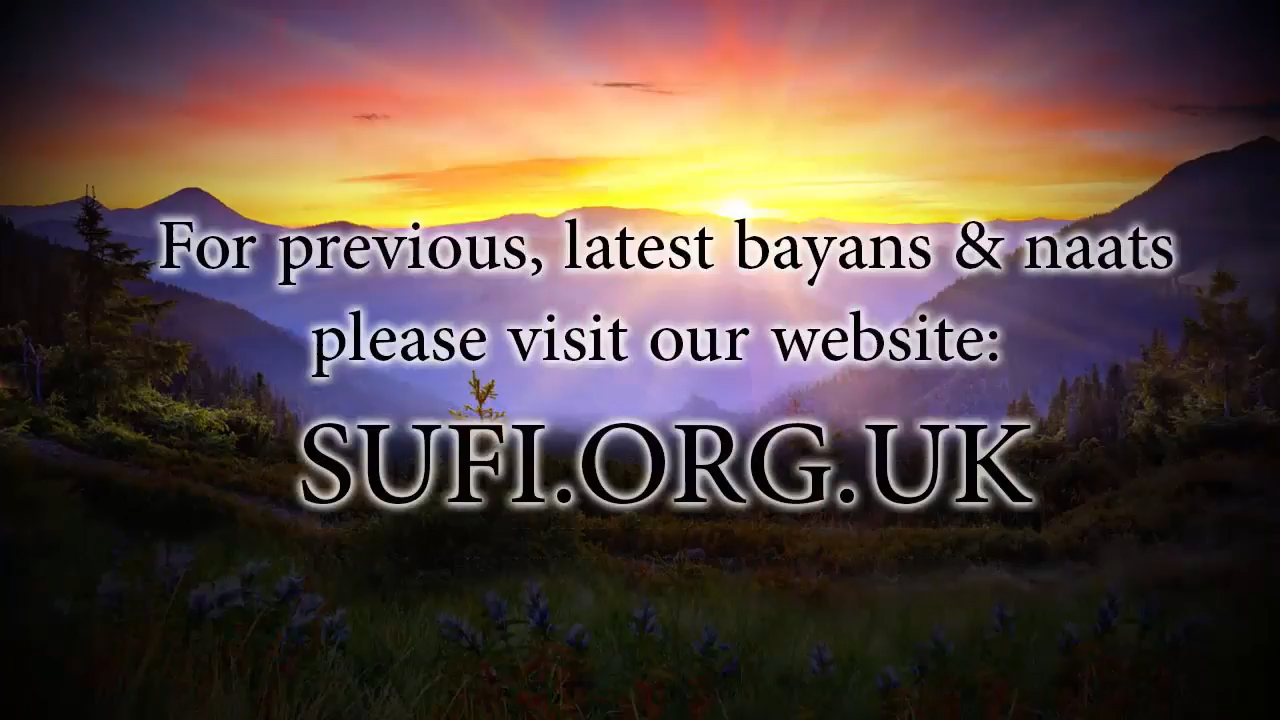 For previous, latest bayans & naats
please visit our website:
SUFI.ORG.UK